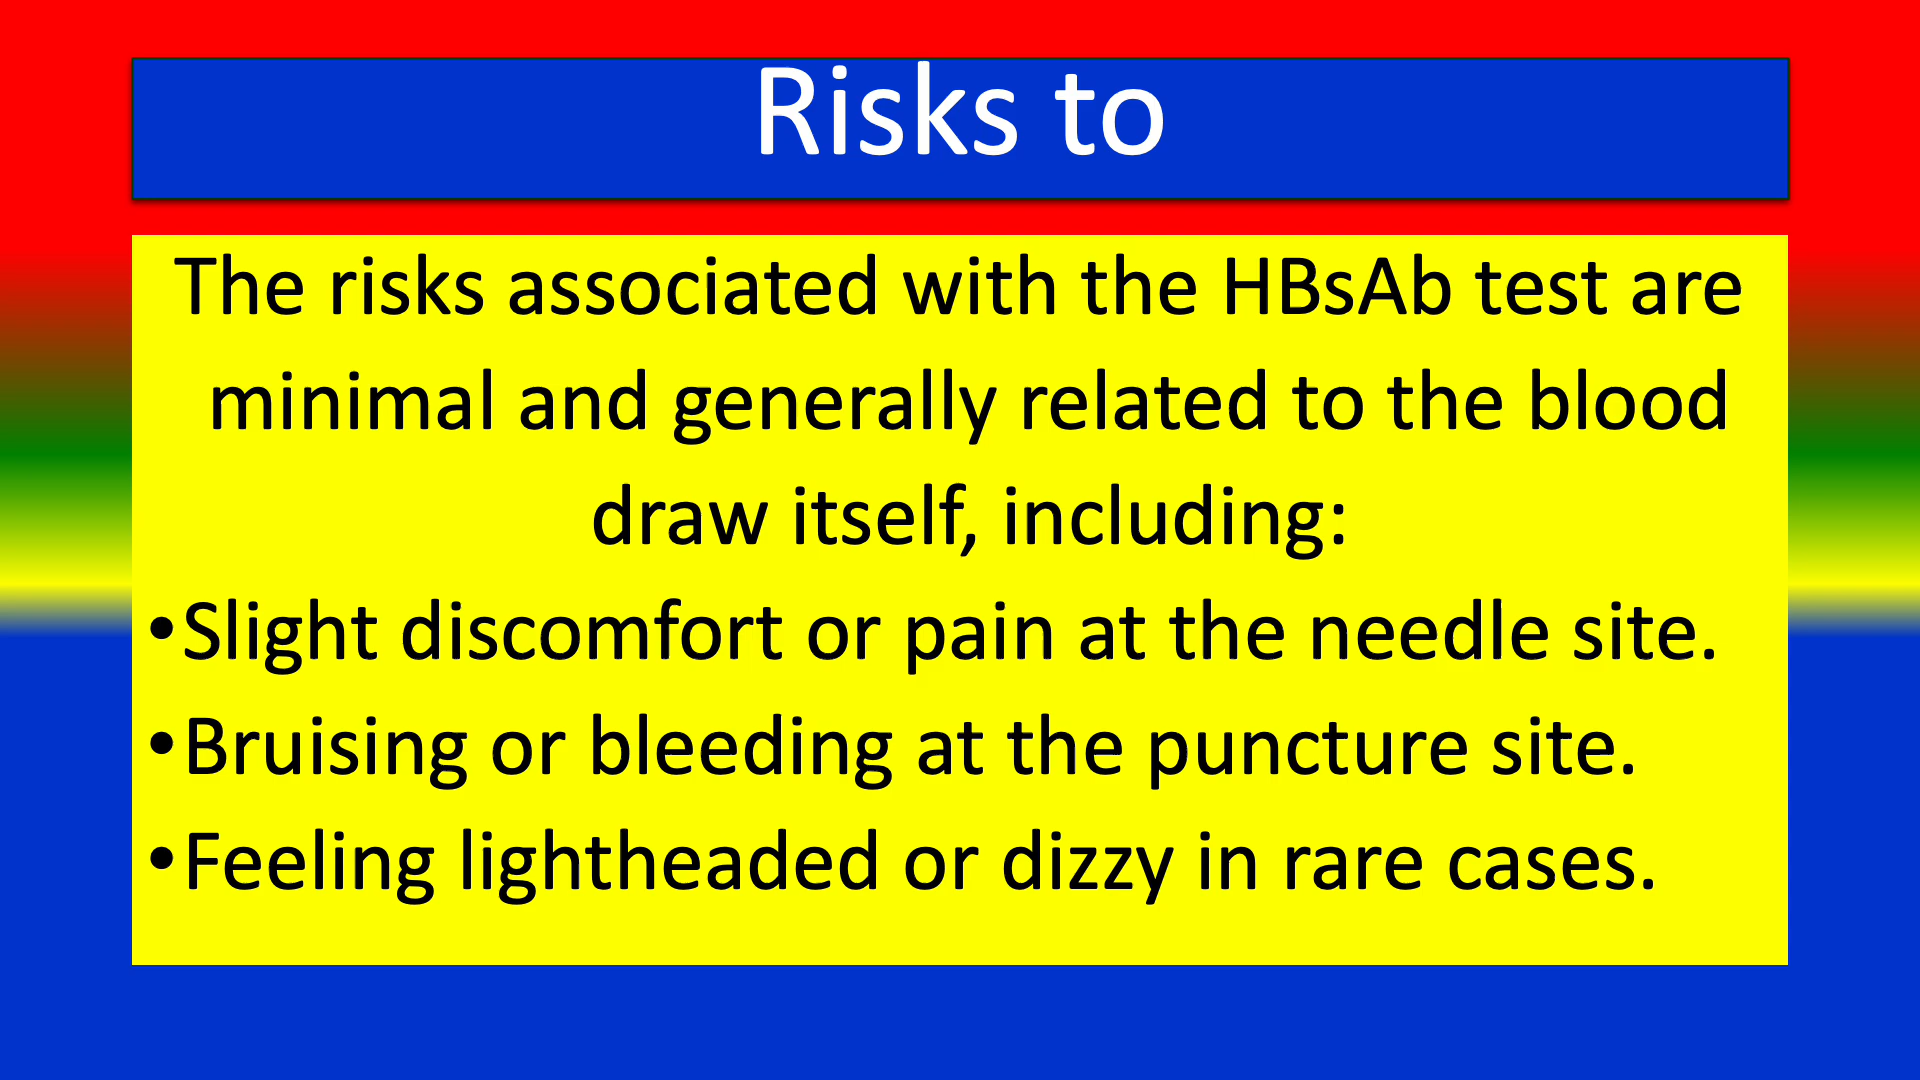 Risks to
The risks associated with the HBsAb test are
minimal and generally related to the blood
draw itself, including:
•Slight discomfort or pain at the needle site.
•Bruising or bleeding at the puncture site.
•Feeling lightheaded or dizzy in rare cases.